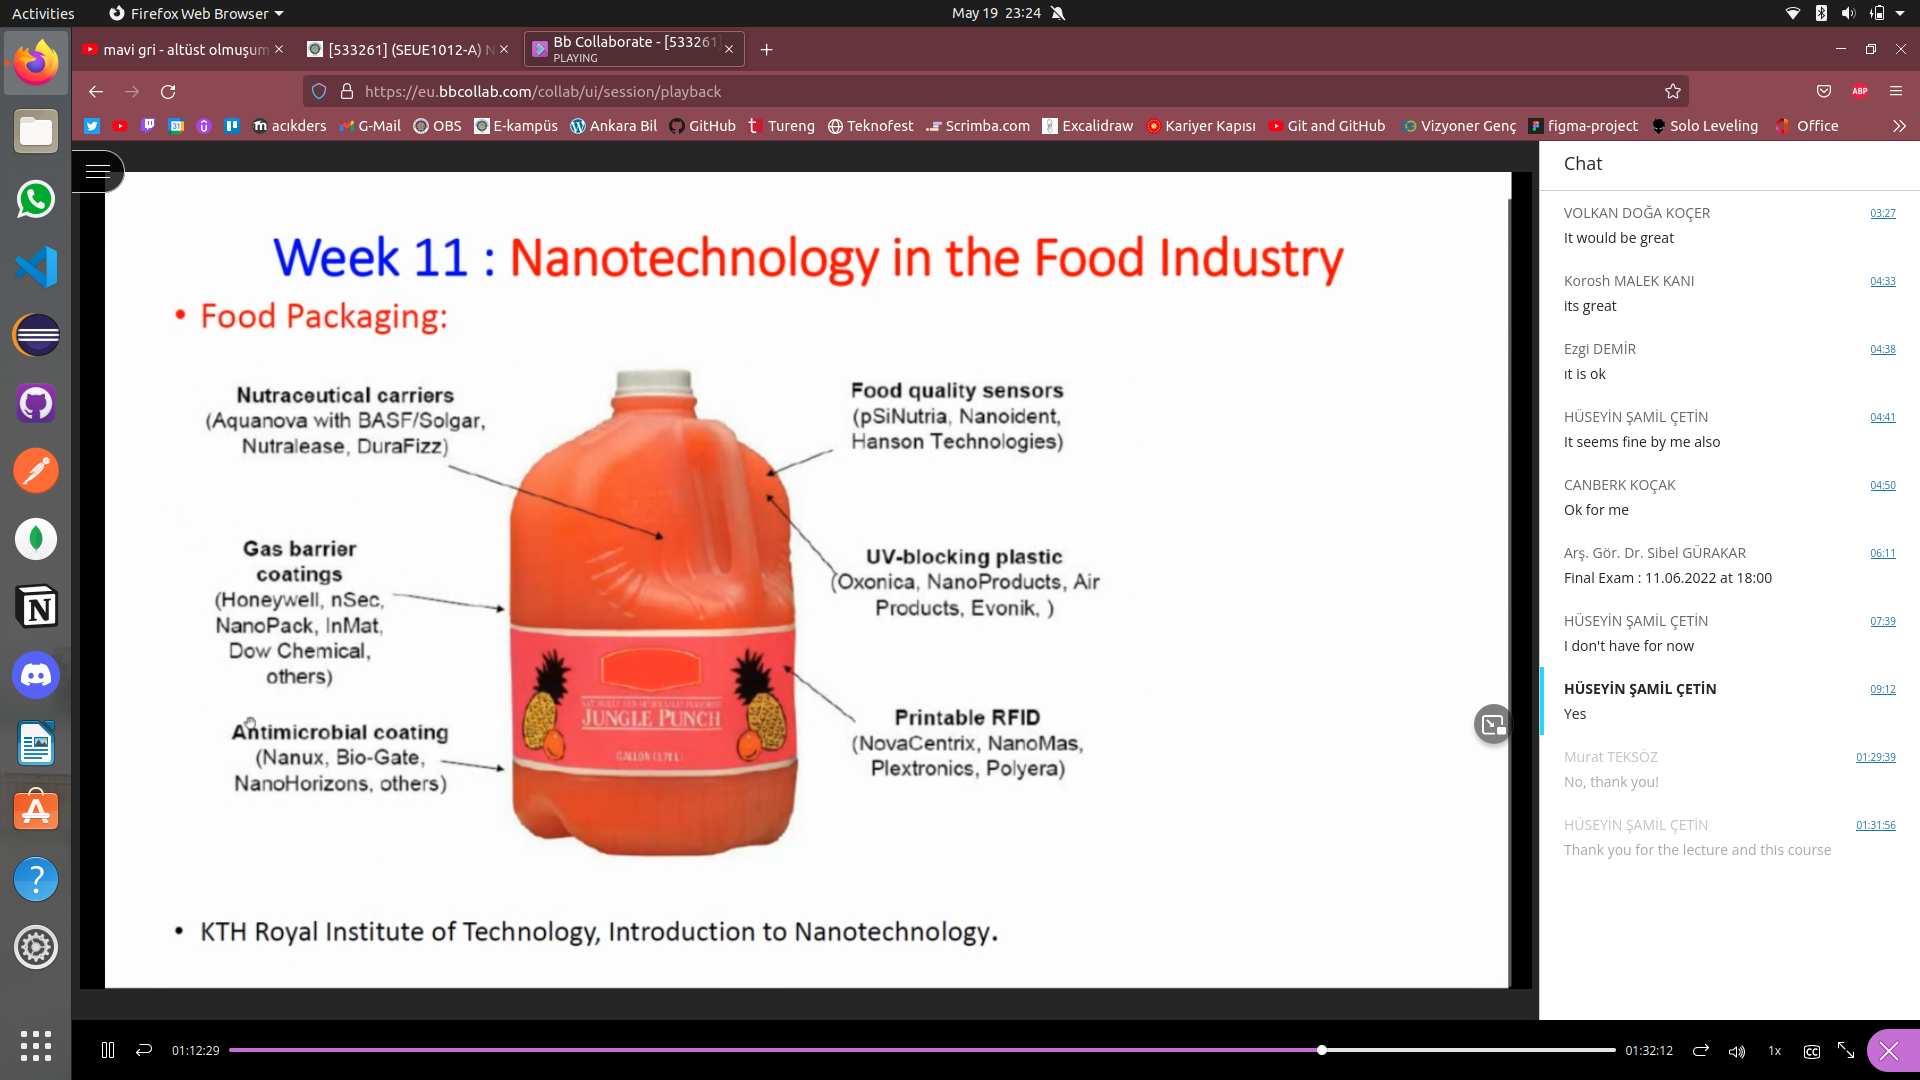 Activities
Firefox Web Browser
May 19 23:24
mavi gri - altüst olmuşum
[533261] (SEUE1012-A) N
Bb Collaborate - [533261]
PLAYING
https://eu.bbcollab.com/collab/ui/session/playback
ABP
acıkders
G-Mail
OBS
E-kampüs
Ankara Bil
GitHub
Tureng
Teknofest
Scrimba.com
Excalidraw
Kariyer Kapısı
Git and GitHub
Vizyoner Genç
figma-project
Solo Leveling
Office
Week 11 : Nanotechnology in the Food Industry
• Food Packaging:
Nutraceutical carriers
(Aquanova with BASF/Solgar,
Nutralease, DuraFizz)
Gas barrier
coatings
(Honeywell, nSec,
NanoPack, InMat,
Dow Chemical,
others)
Antimicrobial coating
(Nanux, Bio-Gate,
NanoHorizons, others)
Food quality sensors
(pSiNutria, Nanoident,
Hanson Technologies)
UV-blocking plastic
(Oxonica, NanoProducts, Air
Products, Evonik, )
Printable RFID
(NovaCentrix, NanoMas,
Plextronics, Polyera)
JUNGLE PUNCH
• KTH Royal Institute of Technology, Introduction to Nanotechnology.
Chat
VOLKAN DOĞA KOÇER 03:27
It would be great
Korosh MALEK KANI 04:33
its great
Ezgi DEMİR 04:38
ıt is ok
HÜSEYİN ŞAMİL ÇETİN 04:41
It seems fine by me also
CANBERK KOÇAK 04:50
Ok for me
Arş. Gör. Dr. Sibel GÜRAKAR 06:11
Final Exam : 11.06.2022 at 18:00
HÜSEYİN ŞAMİL ÇETİN 07:39
I don't have for now
HÜSEYİN ŞAMİL ÇETİN 09:12
Yes
Murat TEKSÖZ 01:29:39
No, thank you!
HÜSEYİN ŞAMİL ÇETİN 01:31:56
Thank you for the lecture and this course
01:12:29
01:32:12
1x
CC